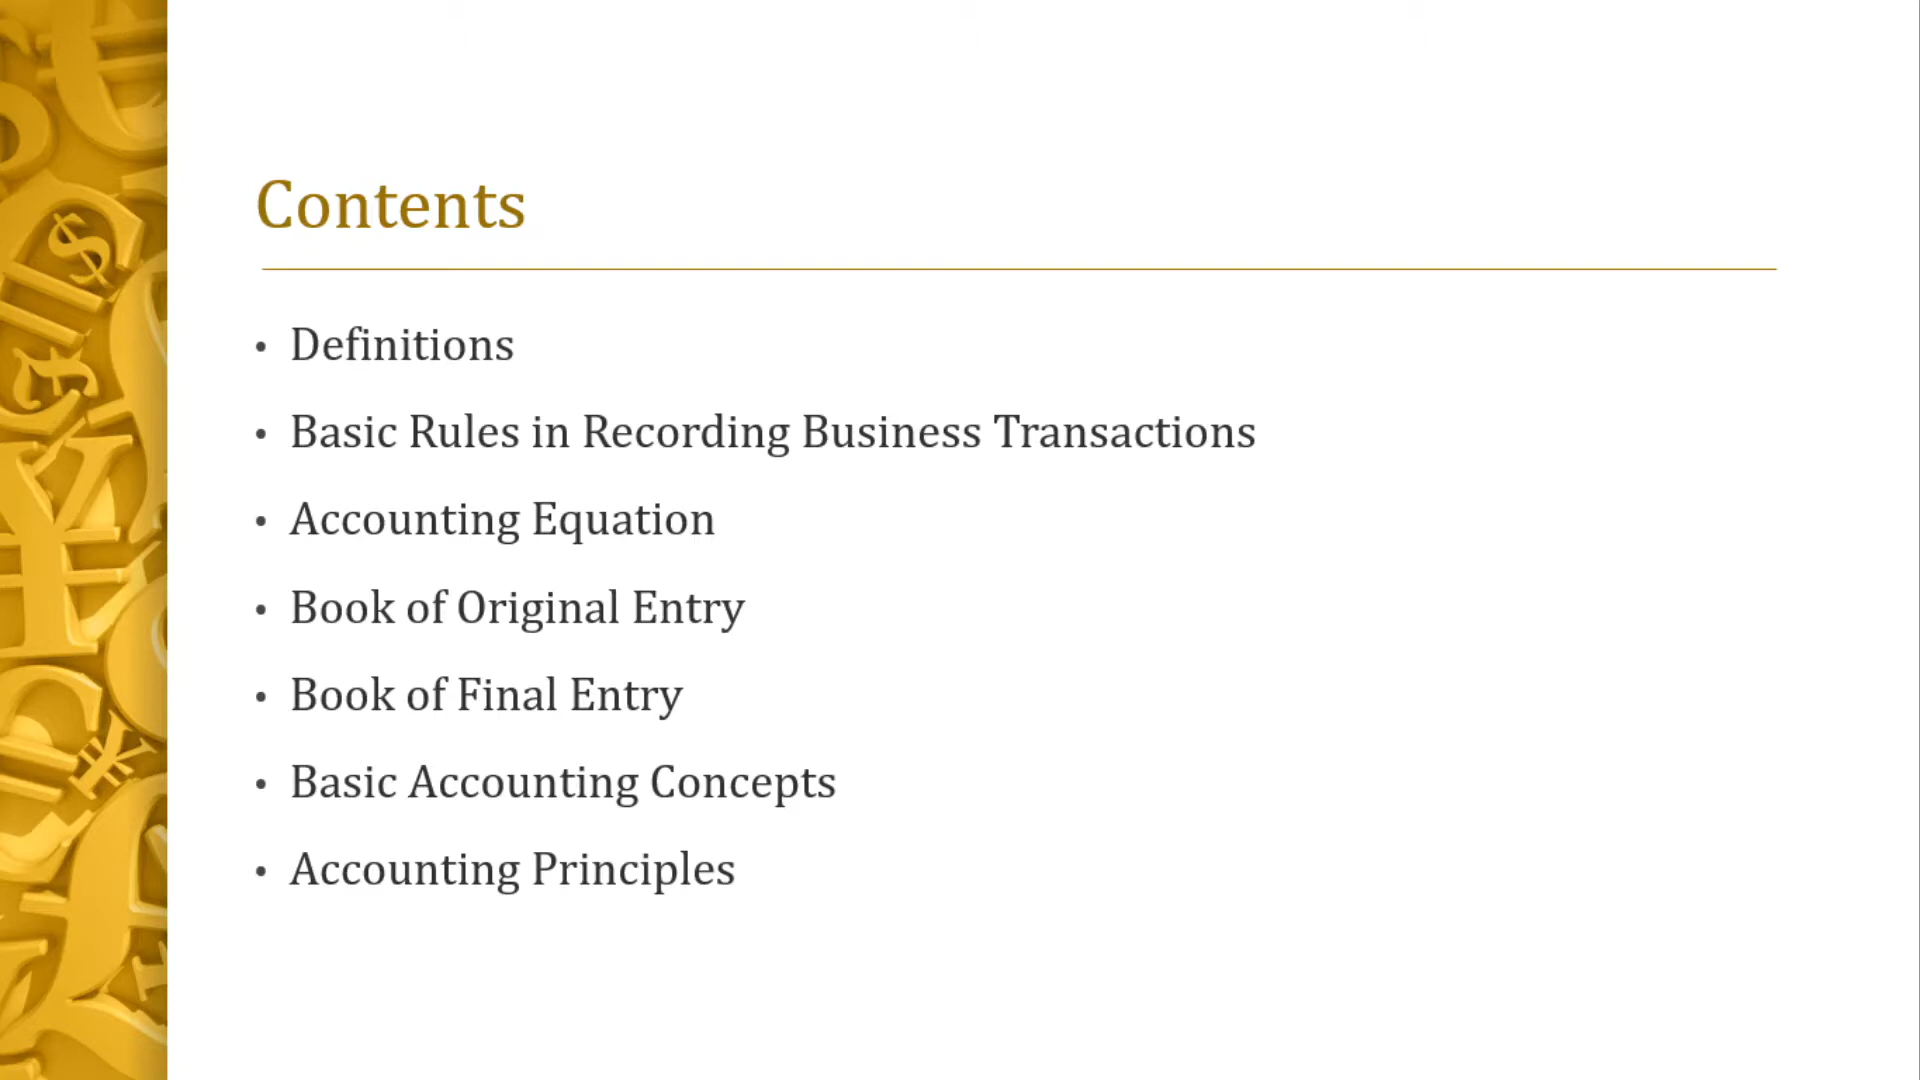 Contents
• Definitions
• Basic Rules in Recording Business Transactions
• Accounting Equation
• Book of Original Entry
• Book of Final Entry
• Basic Accounting Concepts
• Accounting Principles